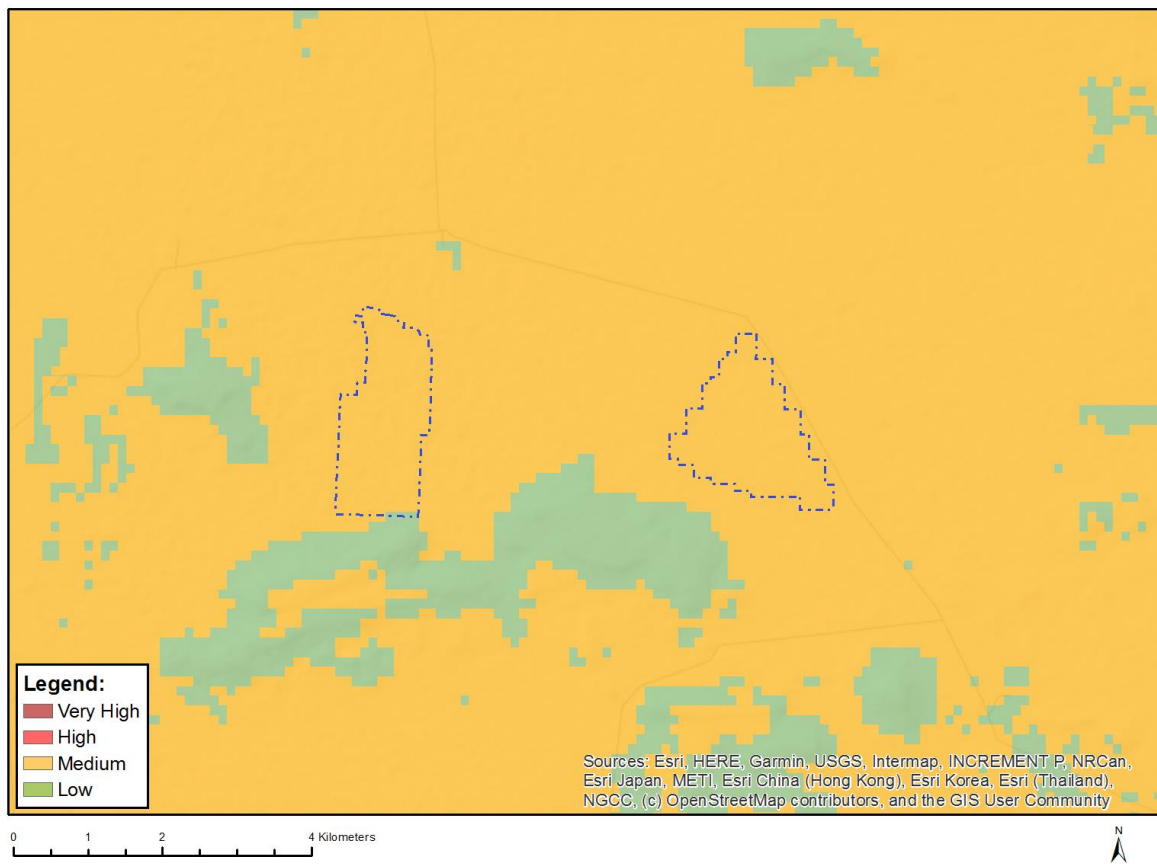 Legend:
Very High
High
Medium
Low
Sources: Esri, HERE, Garmin, USGS, Intermap, INCREMENT P, NRCan,
Esri Japan, METI, Esri China (Hong Kong), Esri Korea, Esri (Thailand),
NGCC, (c) OpenStreetMap contributors, and the GIS User Community
0 1 2 4 Kilometers
N